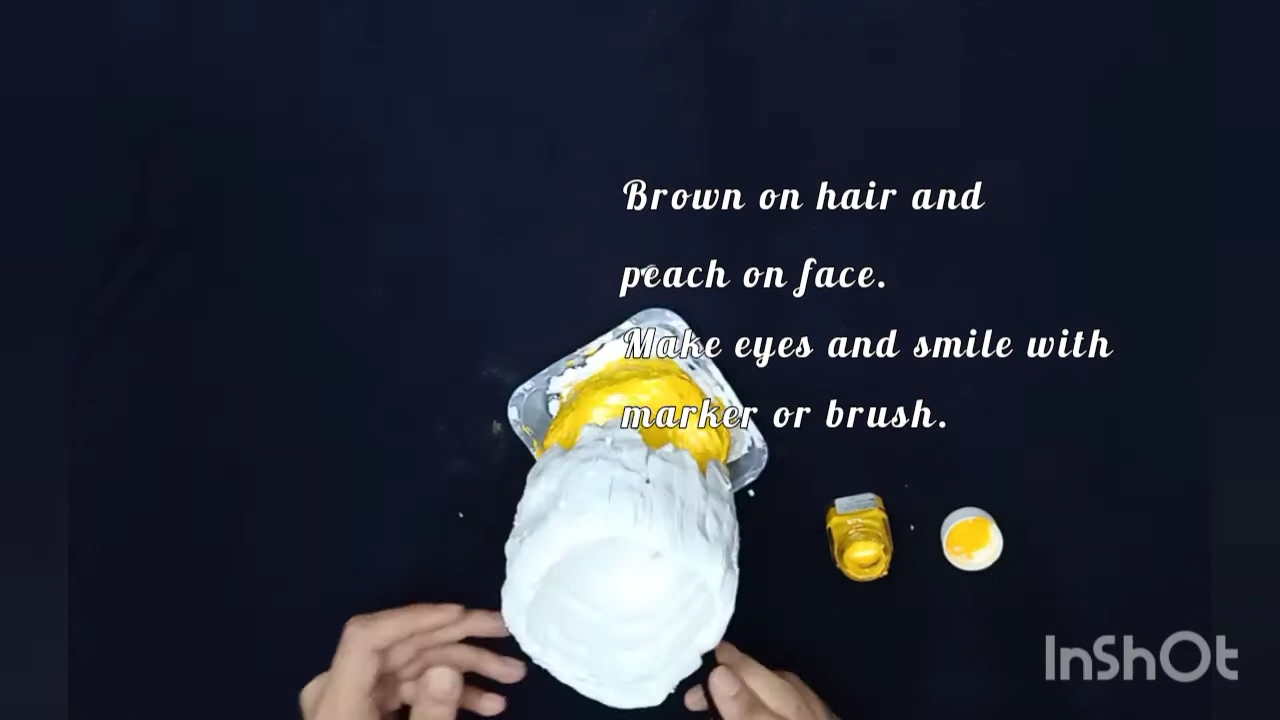 Brown on hair and
peach on face.
Make eyes and smile with
marker or brush.
InShOt